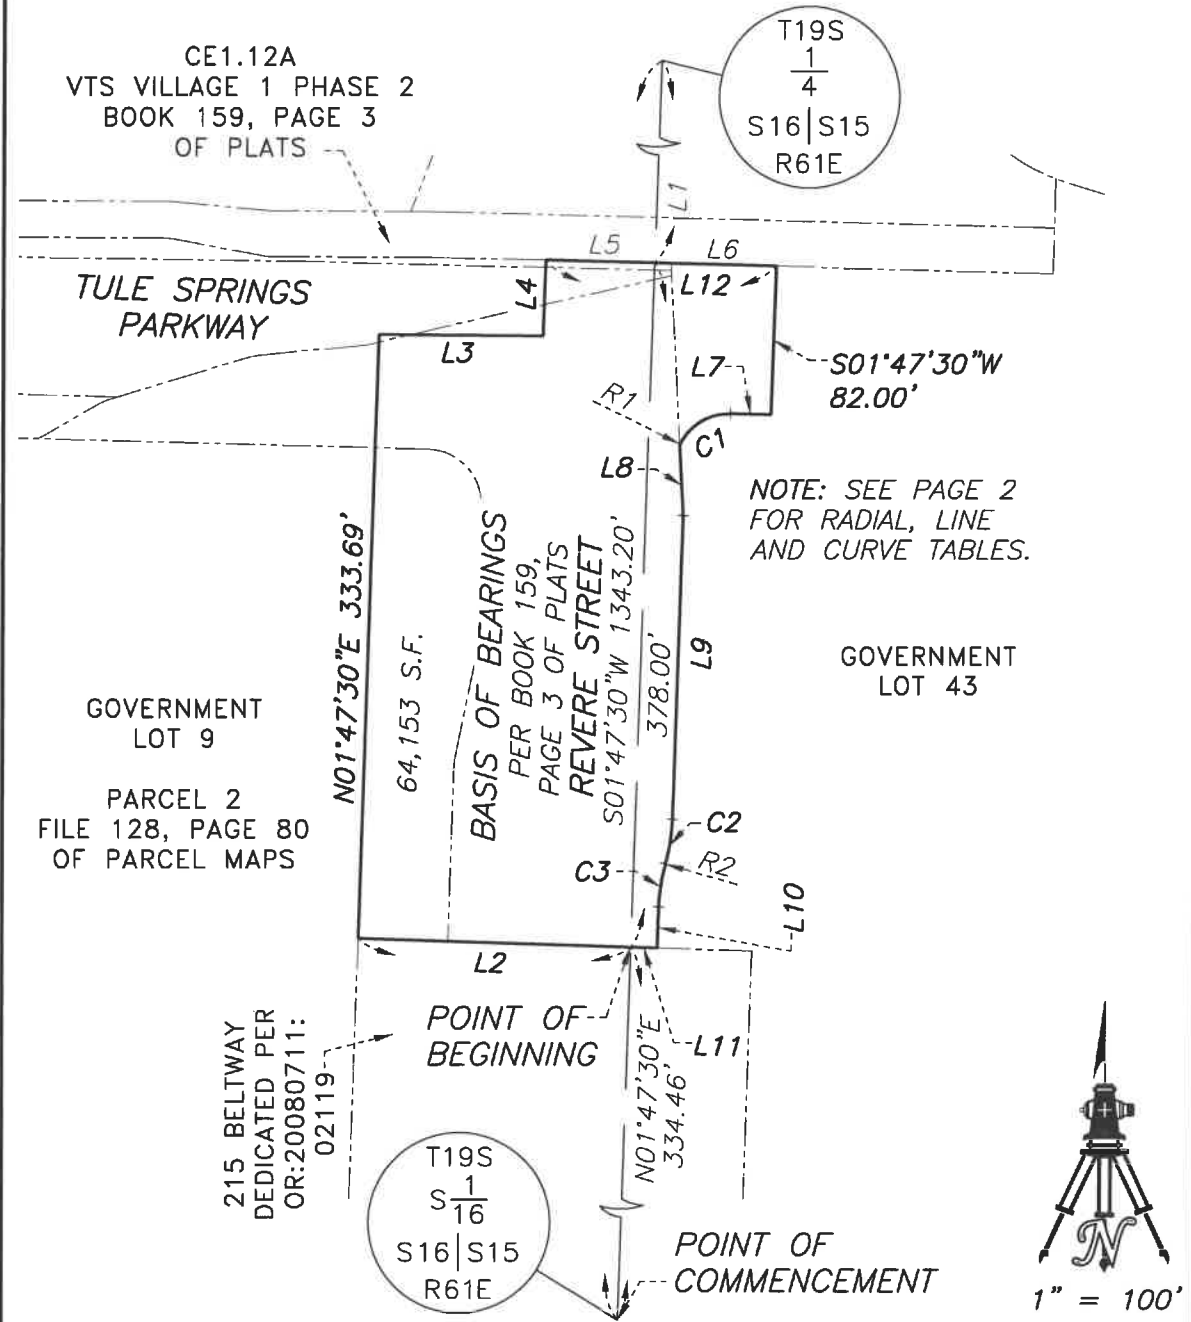 CE1.12A
VTS VILLAGE 1 PHASE 2
BOOK 159, PAGE 3
OF PLATS
T19S
1
4
S16|S15
R61E
L1
L5
L6
L12
TULE SPRINGS
PARKWAY
L4
L3
L7
S01°47'30"W
82.00'
R1
C1
L8
NOTE: SEE PAGE 2
FOR RADIAL, LINE
AND CURVE TABLES.
N01°47'30"E 333.69'
64,153 S.F.
BASIS OF BEARINGS
PER BOOK 159,
PAGE 3 OF PLATS
REVERE STREET
S01°47'30"W 1343.20'
378.00'
L9
GOVERNMENT
LOT 43
GOVERNMENT
LOT 9
PARCEL 2
FILE 128, PAGE 80
OF PARCEL MAPS
C2
R2
C3
L10
L2
POINT OF
BEGINNING
L11
N01°47'30"E
334.46'
215 BELTWAY
DEDICATED PER
OR:20080711:
02119
T19S
S 1
16
S16|S15
R61E
POINT OF
COMMENCEMENT
N
1" = 100'